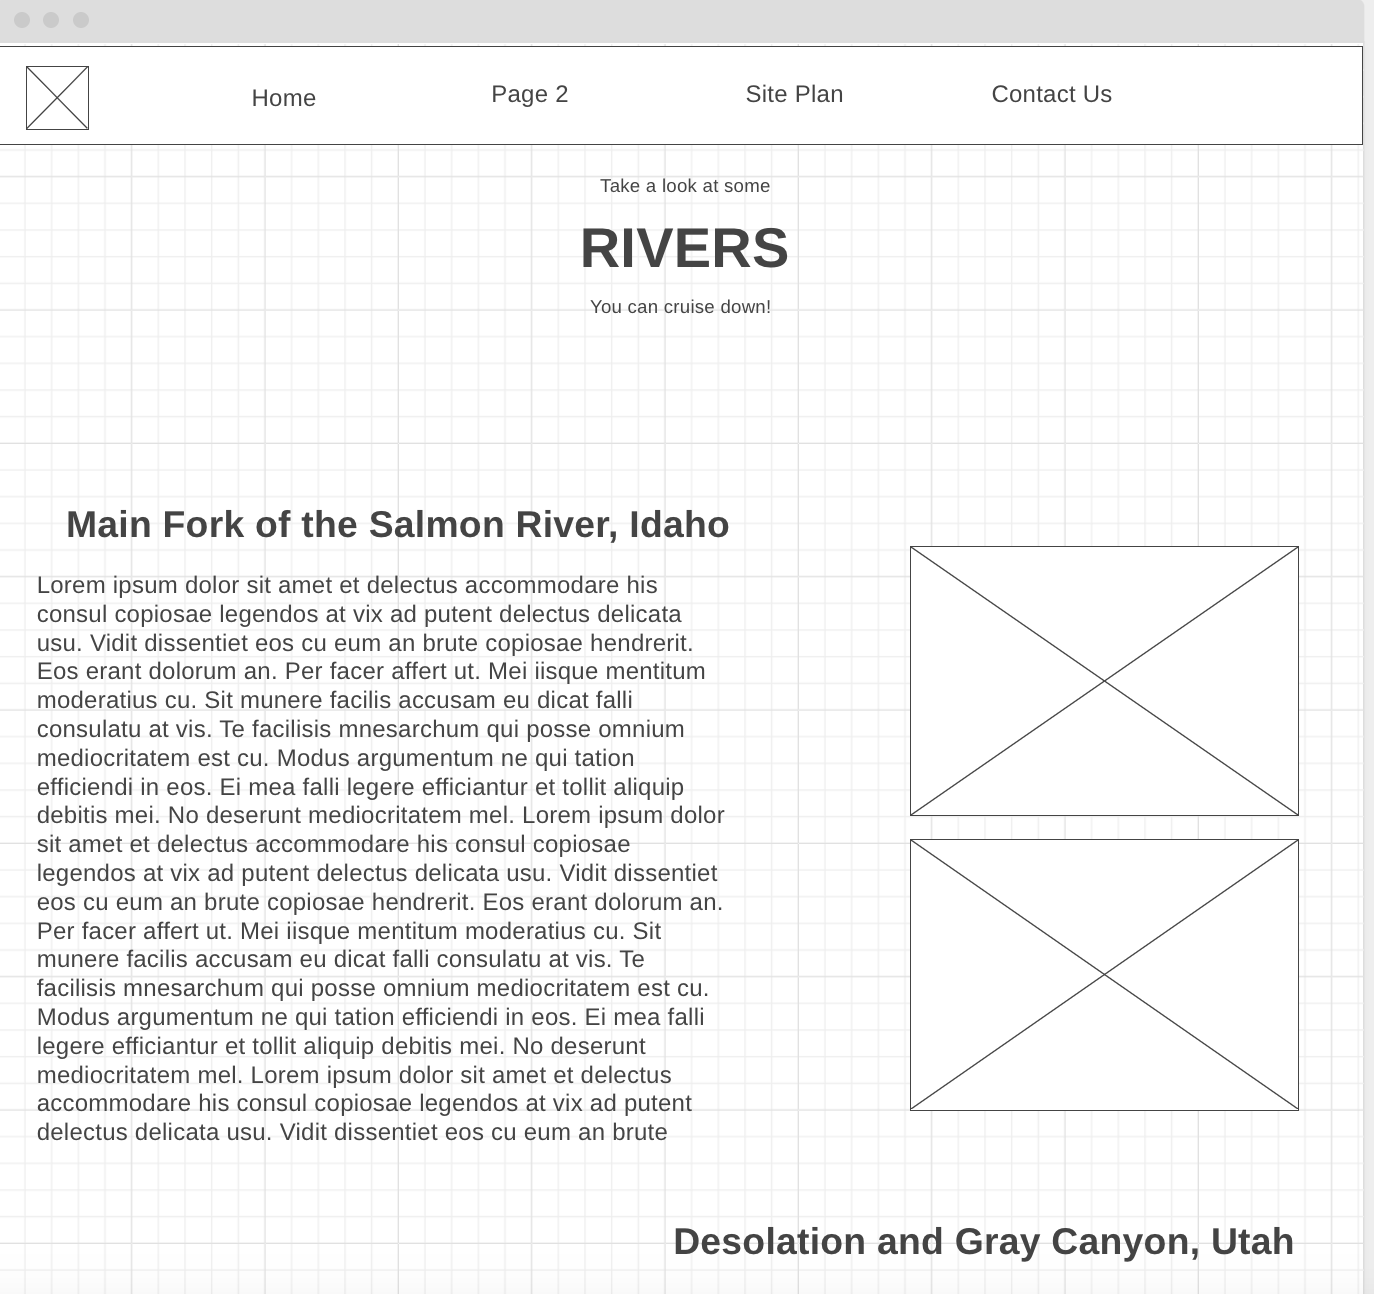 Home Page 2 Site Plan Contact Us
Take a look at some
RIVERS
You can cruise down!
Main Fork of the Salmon River, Idaho
Lorem ipsum dolor sit amet et delectus accommodare his
consul copiosae legendos at vix ad putent delectus delicata
usu. Vidit dissentiet eos cu eum an brute copiosae hendrerit.
Eos erant dolorum an. Per facer affert ut. Mei iisque mentitum
moderatius cu. Sit munere facilis accusam eu dicat falli
consulatu at vis. Te facilisis mnesarchum qui posse omnium
mediocritatem est cu. Modus argumentum ne qui tation
efficiendi in eos. Ei mea falli legere efficiantur et tollit aliquip
debitis mei. No deserunt mediocritatem mel. Lorem ipsum dolor
sit amet et delectus accommodare his consul copiosae
legendos at vix ad putent delectus delicata usu. Vidit dissentiet
eos cu eum an brute copiosae hendrerit. Eos erant dolorum an.
Per facer affert ut. Mei iisque mentitum moderatius cu. Sit
munere facilis accusam eu dicat falli consulatu at vis. Te
facilisis mnesarchum qui posse omnium mediocritatem est cu.
Modus argumentum ne qui tation efficiendi in eos. Ei mea falli
legere efficiantur et tollit aliquip debitis mei. No deserunt
mediocritatem mel. Lorem ipsum dolor sit amet et delectus
accommodare his consul copiosae legendos at vix ad putent
delectus delicata usu. Vidit dissentiet eos cu eum an brute
Desolation and Gray Canyon, Utah